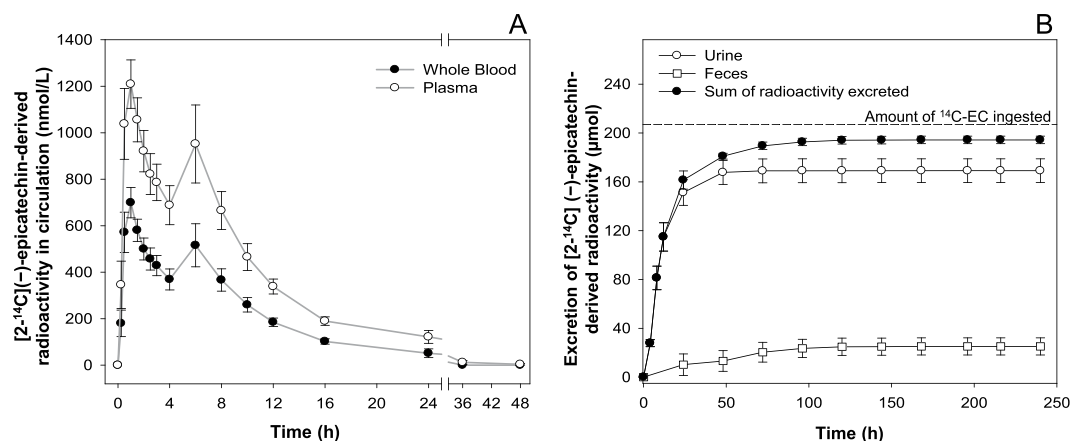 A
[2-¹⁴C](−)-epicatechin-derived
radioactivity in circulation (nmol/L)
1400
1200
1000
800
600
400
200
0
Whole Blood
Plasma
0 4 8 12 16 20 24 36 42 48
Time (h)
B
Excretion of [2-¹⁴C] (−)-epicatechin-
derived radioactivity (µmol)
240
200
160
120
80
40
0
Urine
Feces
Sum of radioactivity excreted
Amount of ¹⁴C-EC ingested
0 50 100 150 200 250
Time (h)